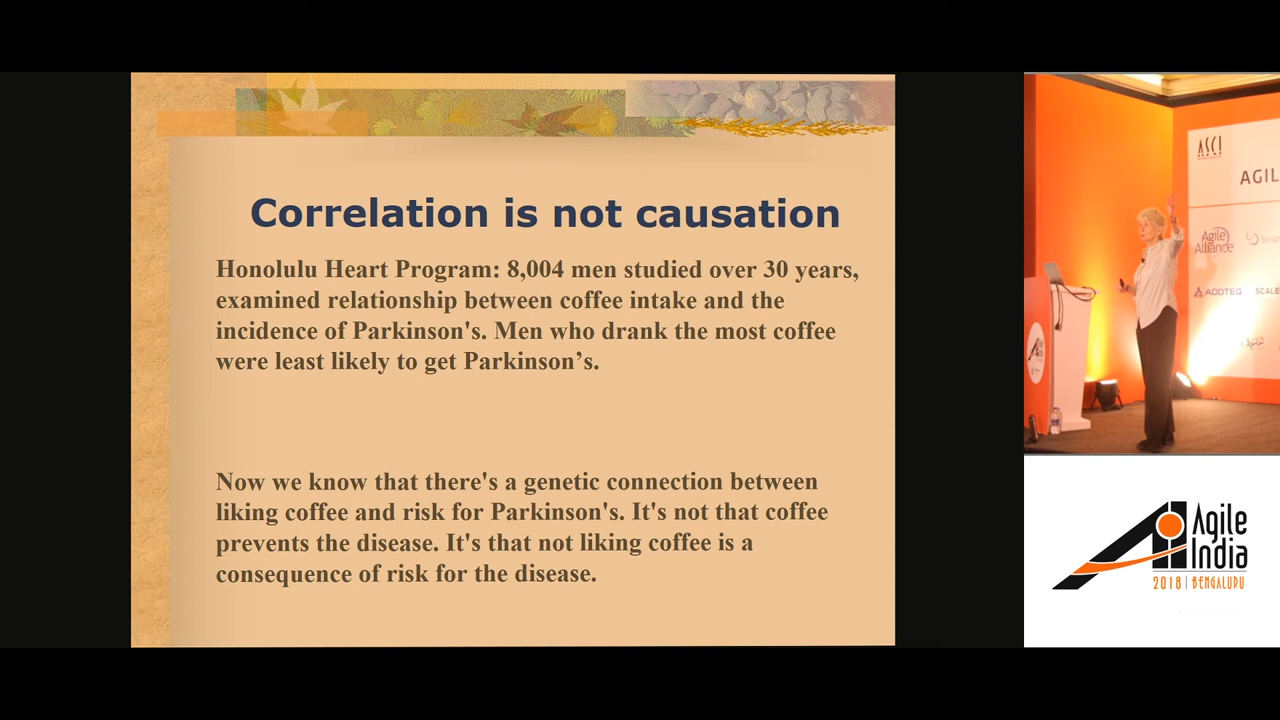 Correlation is not causation
Honolulu Heart Program: 8,004 men studied over 30 years,
examined relationship between coffee intake and the
incidence of Parkinson's. Men who drank the most coffee
were least likely to get Parkinson’s.
Now we know that there's a genetic connection between
liking coffee and risk for Parkinson's. It's not that coffee
prevents the disease. It's that not liking coffee is a
consequence of risk for the disease.
ASCI
AGIL
Agile
Alliance
ADDTEQ
SCALE
Agile
India
2018 | BENGALURU